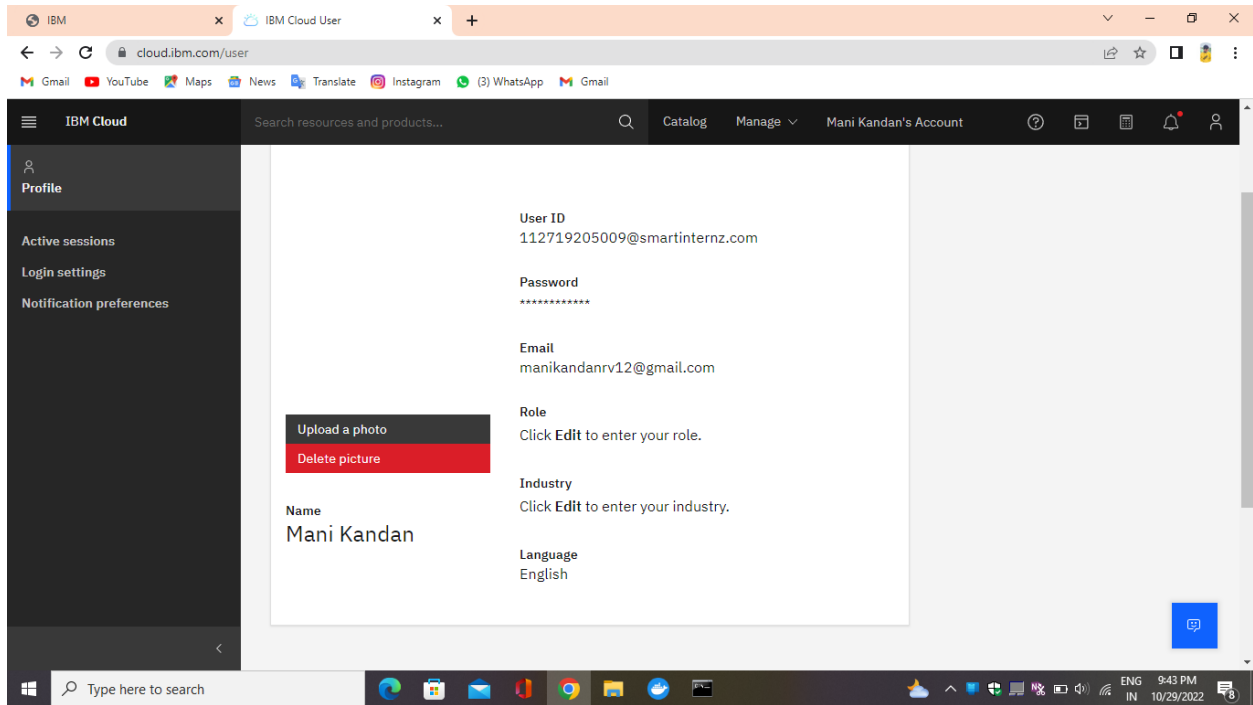 IBM
IBM Cloud User
cloud.ibm.com/user
Gmail YouTube Maps News Translate Instagram (3) WhatsApp Gmail
IBM Cloud Search resources and products... Catalog Manage Mani Kandan's Account
Profile
Active sessions
Login settings
Notification preferences
User ID
112719205009@smartinternz.com
Password
************
Email
manikandanrv12@gmail.com
Upload a photo
Delete picture
Name
Mani Kandan
Role
Click Edit to enter your role.
Industry
Click Edit to enter your industry.
Language
English
Type here to search
ENG
IN
9:43 PM
10/29/2022
8